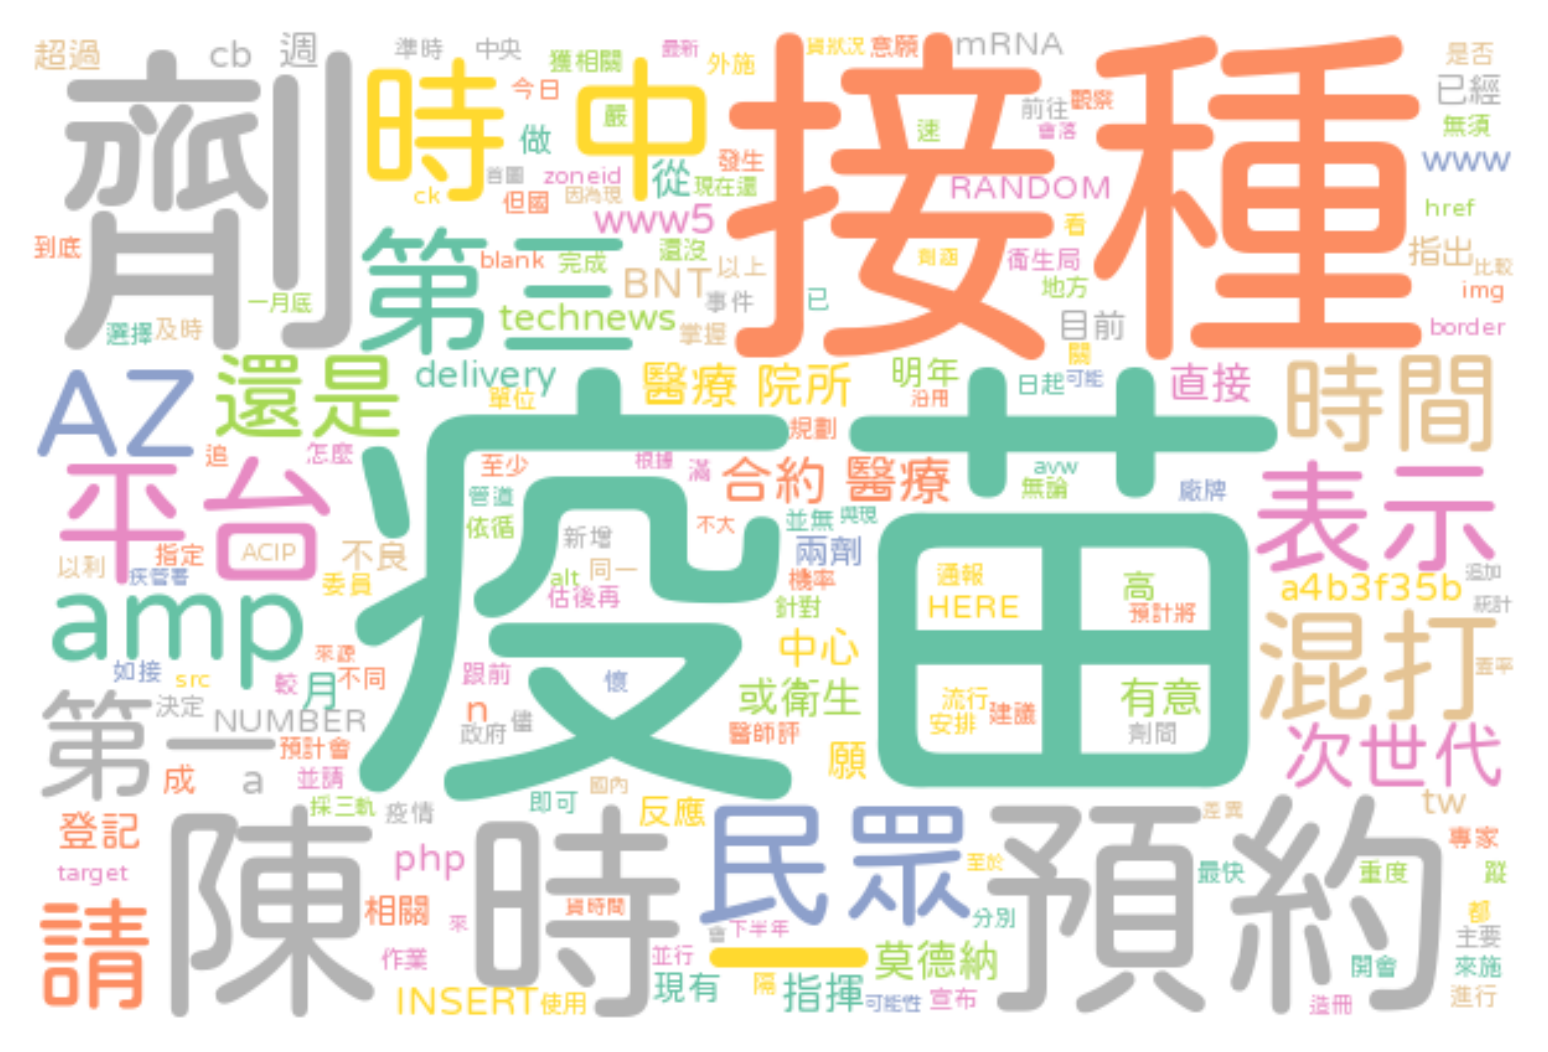 超過
cb
週
準時
中央
獲相關
最新
外施
貨狀況
意願
mRNA
是否
劑
時
中
接種
今日
嚴
做
前往
觀察
會落
速
已經
無須
www
首圖
zoneid
發生
從
現在還
ck
但國
因為現
www5
RANDOM
看
href
到底
第三
blank
完成
還沒
BNT
以上
劑涵
衛生局
地方
指出
比較
img
一月底
technews
事件
已
選擇
及時
掌握
目前
border
AZ
還是
delivery
單位
醫療 院所
明年
沿用
關
日起
可能
直接
時間
疫苗
規劃
追
怎麼
至少
根據
滿
合約 醫療
avw
無論
廠牌
表示
平台
管道
依循
不大
並無
與現
以利
指定
ACIP
不良
新增
兩劑
疾管署
委員
alt
同一
估後再
機率
針對
通報
HERE
高
預計將
a4b3f35b
追加
統計
amp
中心
混打
如接
src
來源
較
月
不同
跟前
懷
或衛生
流行
安排
建議
有意
劑間
莊平
第一
決定
NUMBER
預計會
n
政府
儘
醫師評
願
次世代
成
a
並請
採三軌
疫情
即可
國內
反應
差異
tw
登記
陳
時
民眾
預約
專家
target
php
至於
最快
重度
蹤
請
相關
來
貨時間
會
下半年
分別
都
主要
作業
並行
一
莫德納
開會
來施
INSERT
使用
現有
隔
指揮
可能性
宣布
造冊
進行